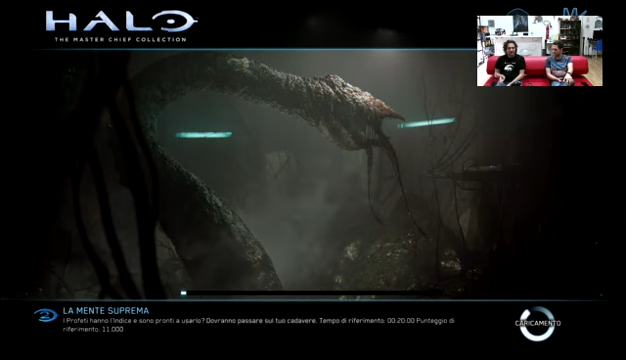 HALO
THE MASTER CHIEF COLLECTION
LA MENTE SUPREMA
I Profeti hanno l'Indice e sono pronti a usarlo? Dovranno passare sul tuo cadavere. Tempo di riferimento: 00:20:00 Punteggio di
riferimento: 11.000
CARICAMENTO